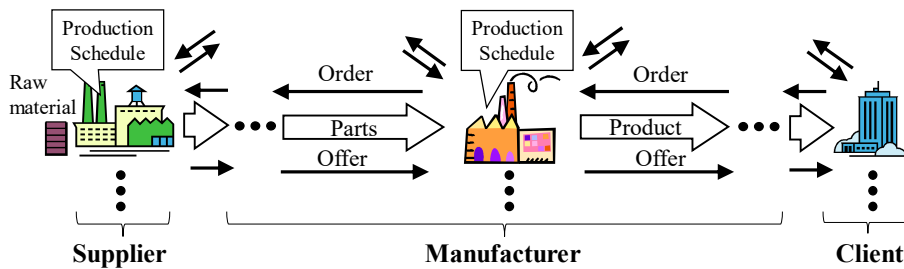 Production
Schedule
Production
Schedule
Raw
material
Order
Order
Parts
Product
Offer
Offer
Supplier
Manufacturer
Client